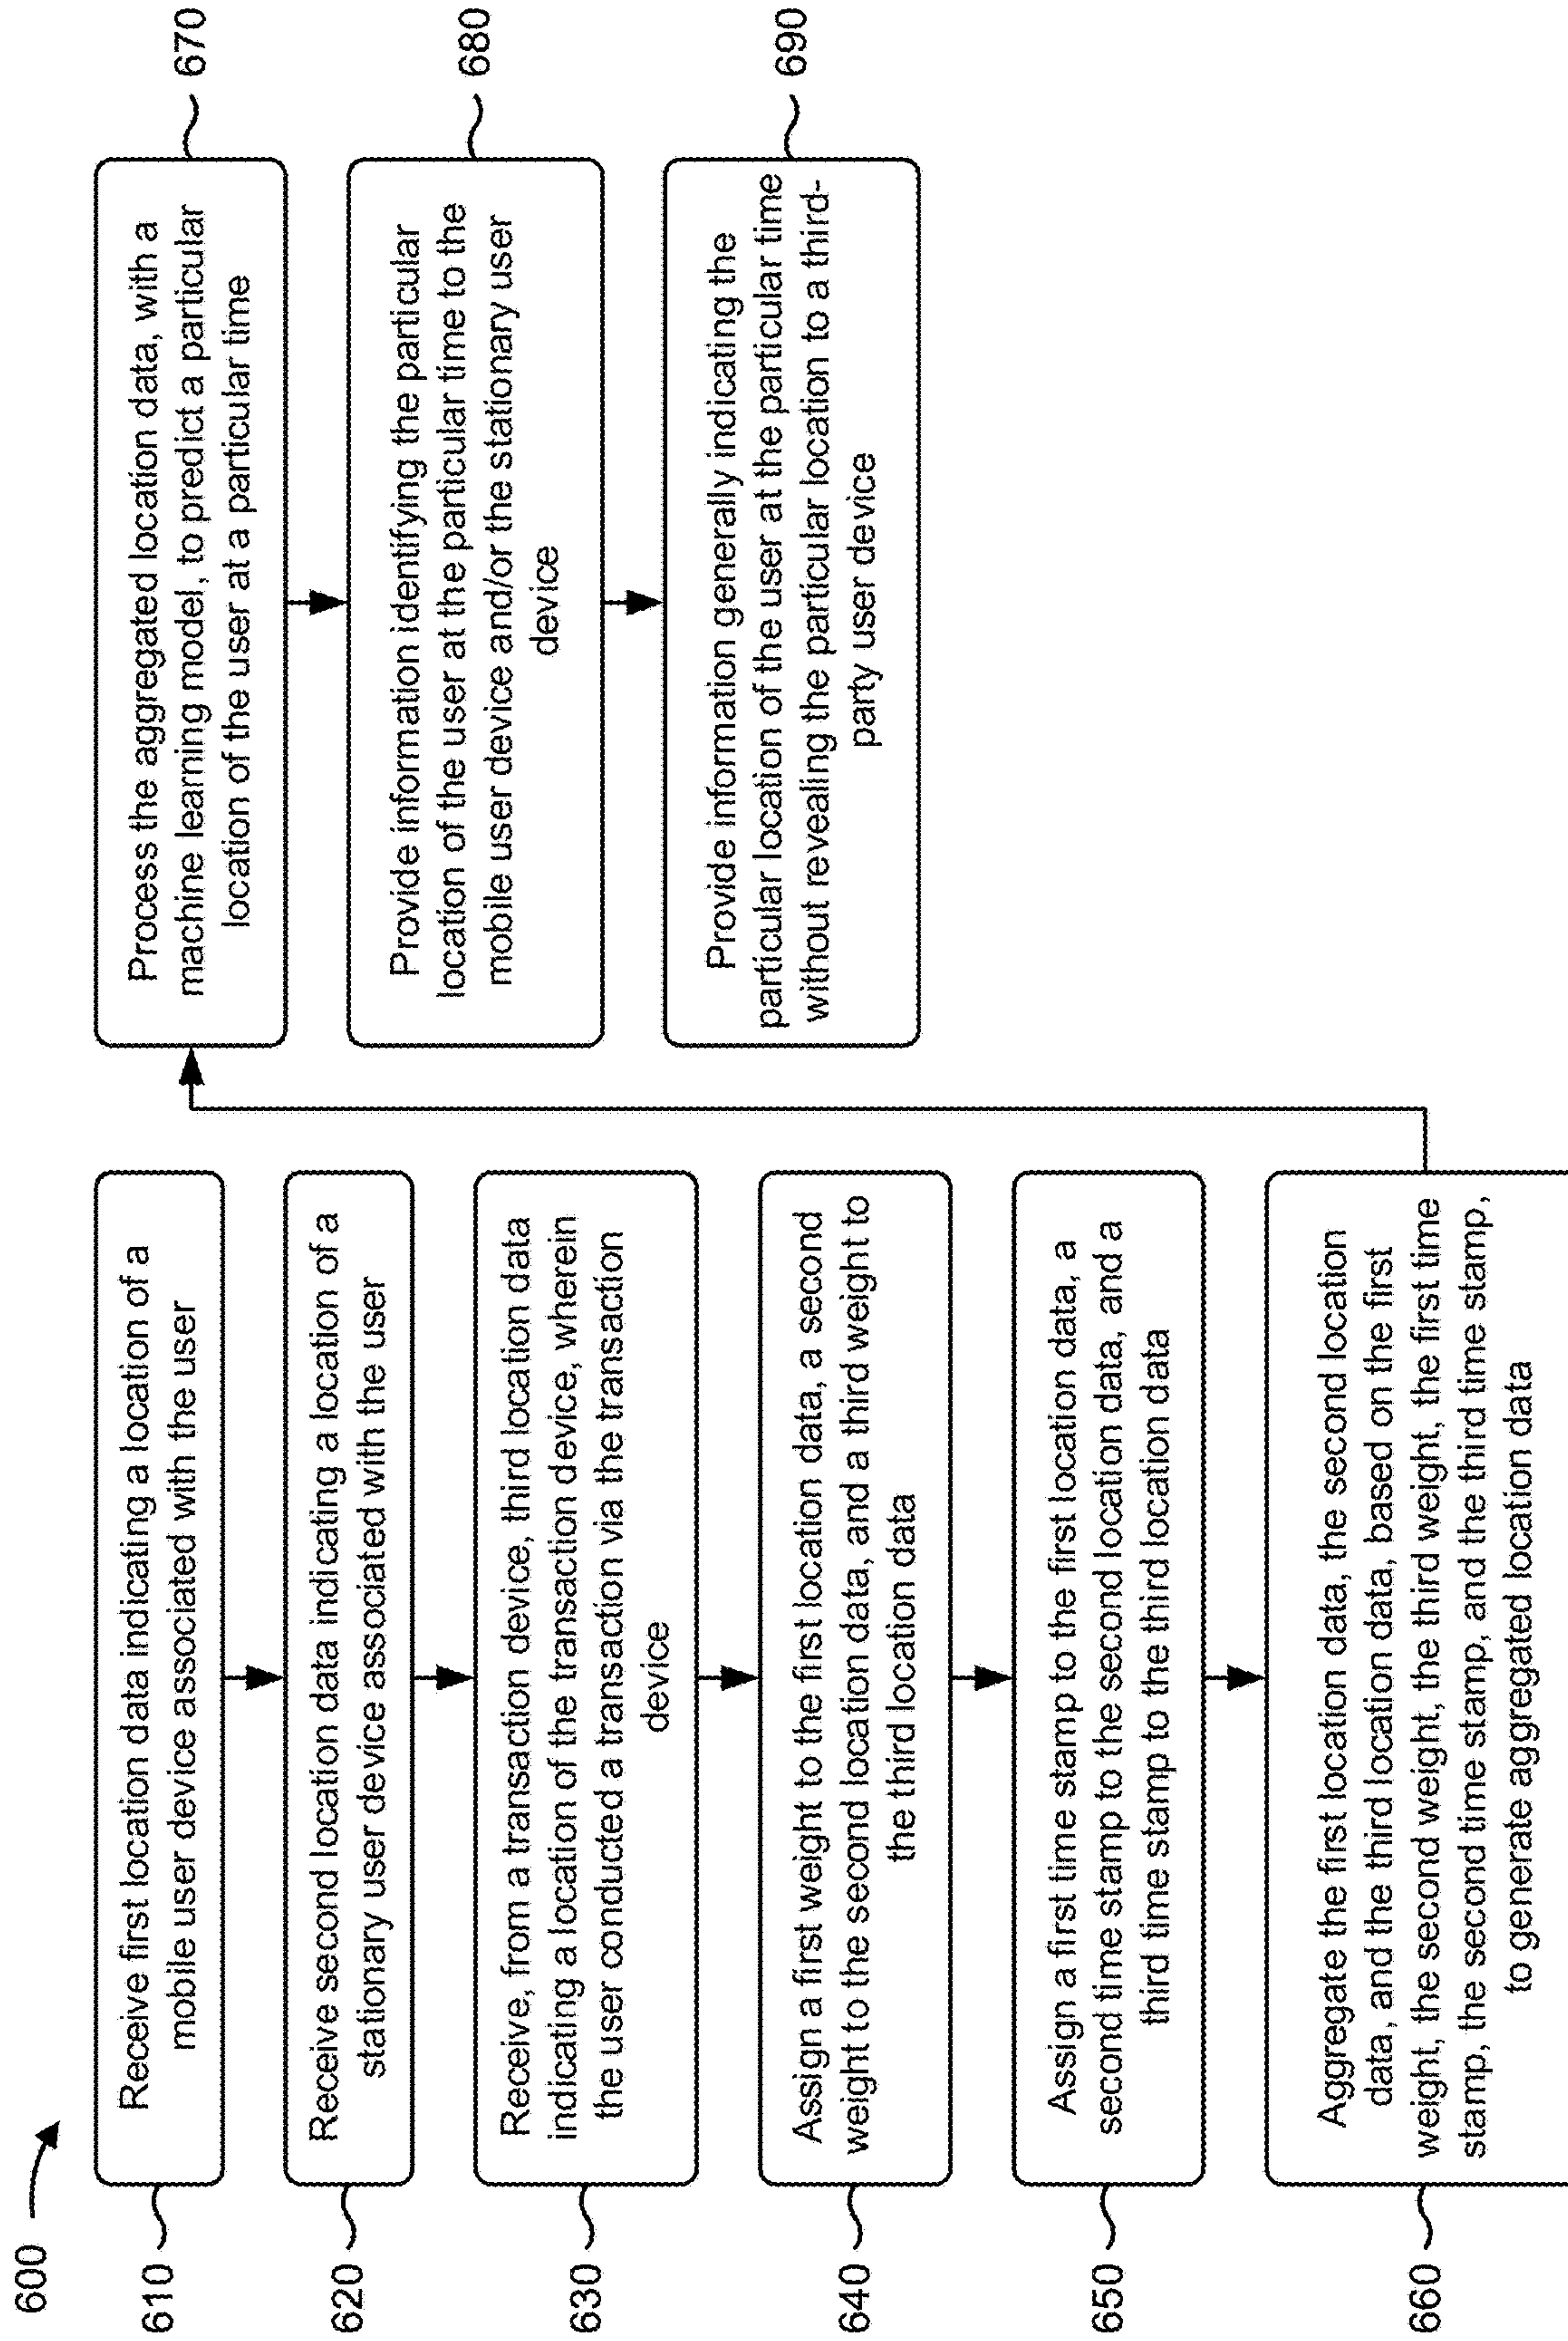 600
610
Receive first location data indicating a location of a
mobile user device associated with the user
620
Receive second location data indicating a location of a
stationary user device associated with the user
630
Receive, from a transaction device, third location data
indicating a location of the transaction device, wherein
the user conducted a transaction via the transaction
device
640
Assign a first weight to the first location data, a second
weight to the second location data, and a third weight to
the third location data
650
Assign a first time stamp to the first location data, a
second time stamp to the second location data, and a
third time stamp to the third location data
660
Aggregate the first location data, the second location
data, and the third location data, based on the first
weight, the second weight, the third weight, the first time
stamp, the second time stamp, and the third time stamp,
to generate aggregated location data
670
Process the aggregated location data, with a
machine learning model, to predict a particular
location of the user at a particular time
680
Provide information identifying the particular
location of the user at the particular time to the
mobile user device and/or the stationary user
device
690
Provide information generally indicating the
particular location of the user at the particular time
without revealing the particular location to a third-
party user device